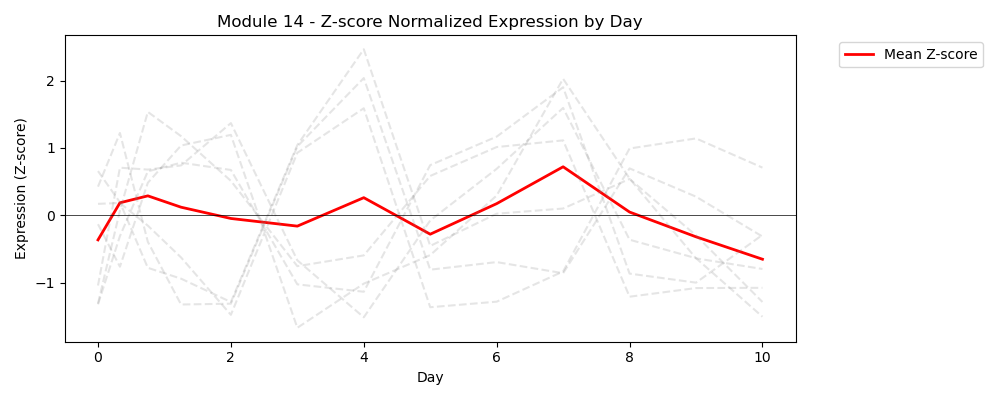 Module 14 - Z-score Normalized Expression by Day
Mean Z-score
Expression (Z-score)
2
1
0
−1
0 2 4 6 8 10
Day